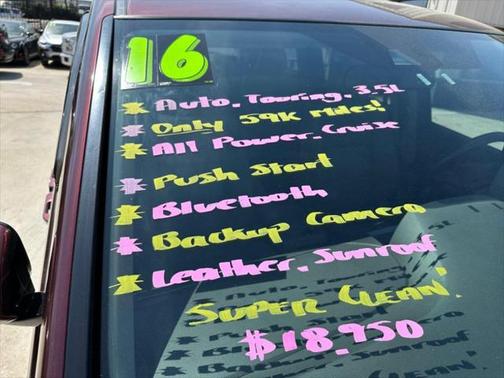 16
* Auto. Touring. 3.5L
* Only 59K Miles!
* All Power. Cruise
* Push Start
* Bluetooth
* Backup Camera
* Leather. Sunroof
Super Clean!
$18,950